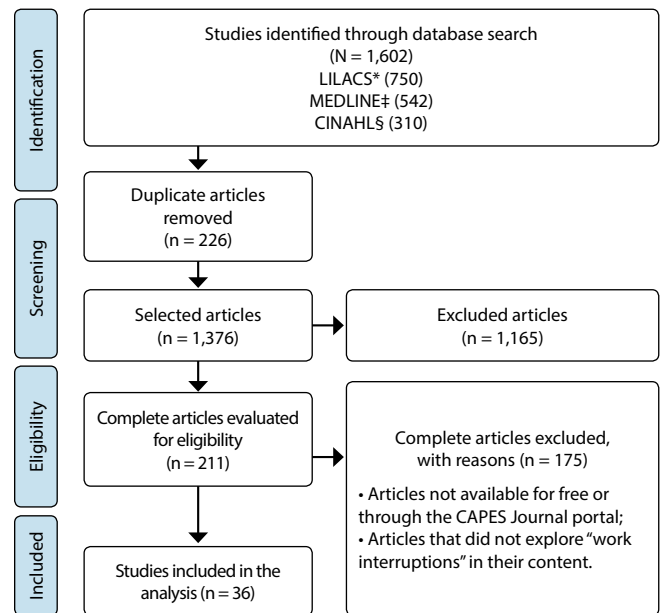 Identification
Studies identified through database search
(N = 1,602)
LILACS* (750)
MEDLINE‡ (542)
CINAHL§ (310)
Screening
Duplicate articles
removed
(n = 226)
Selected articles
(n = 1,376)
Excluded articles
(n = 1,165)
Eligibility
Complete articles evaluated
for eligibility
(n = 211)
Complete articles excluded,
with reasons (n = 175)
• Articles not available for free or
through the CAPES Journal portal;
• Articles that did not explore “work
interruptions” in their content.
Included
Studies included in the
analysis (n = 36)